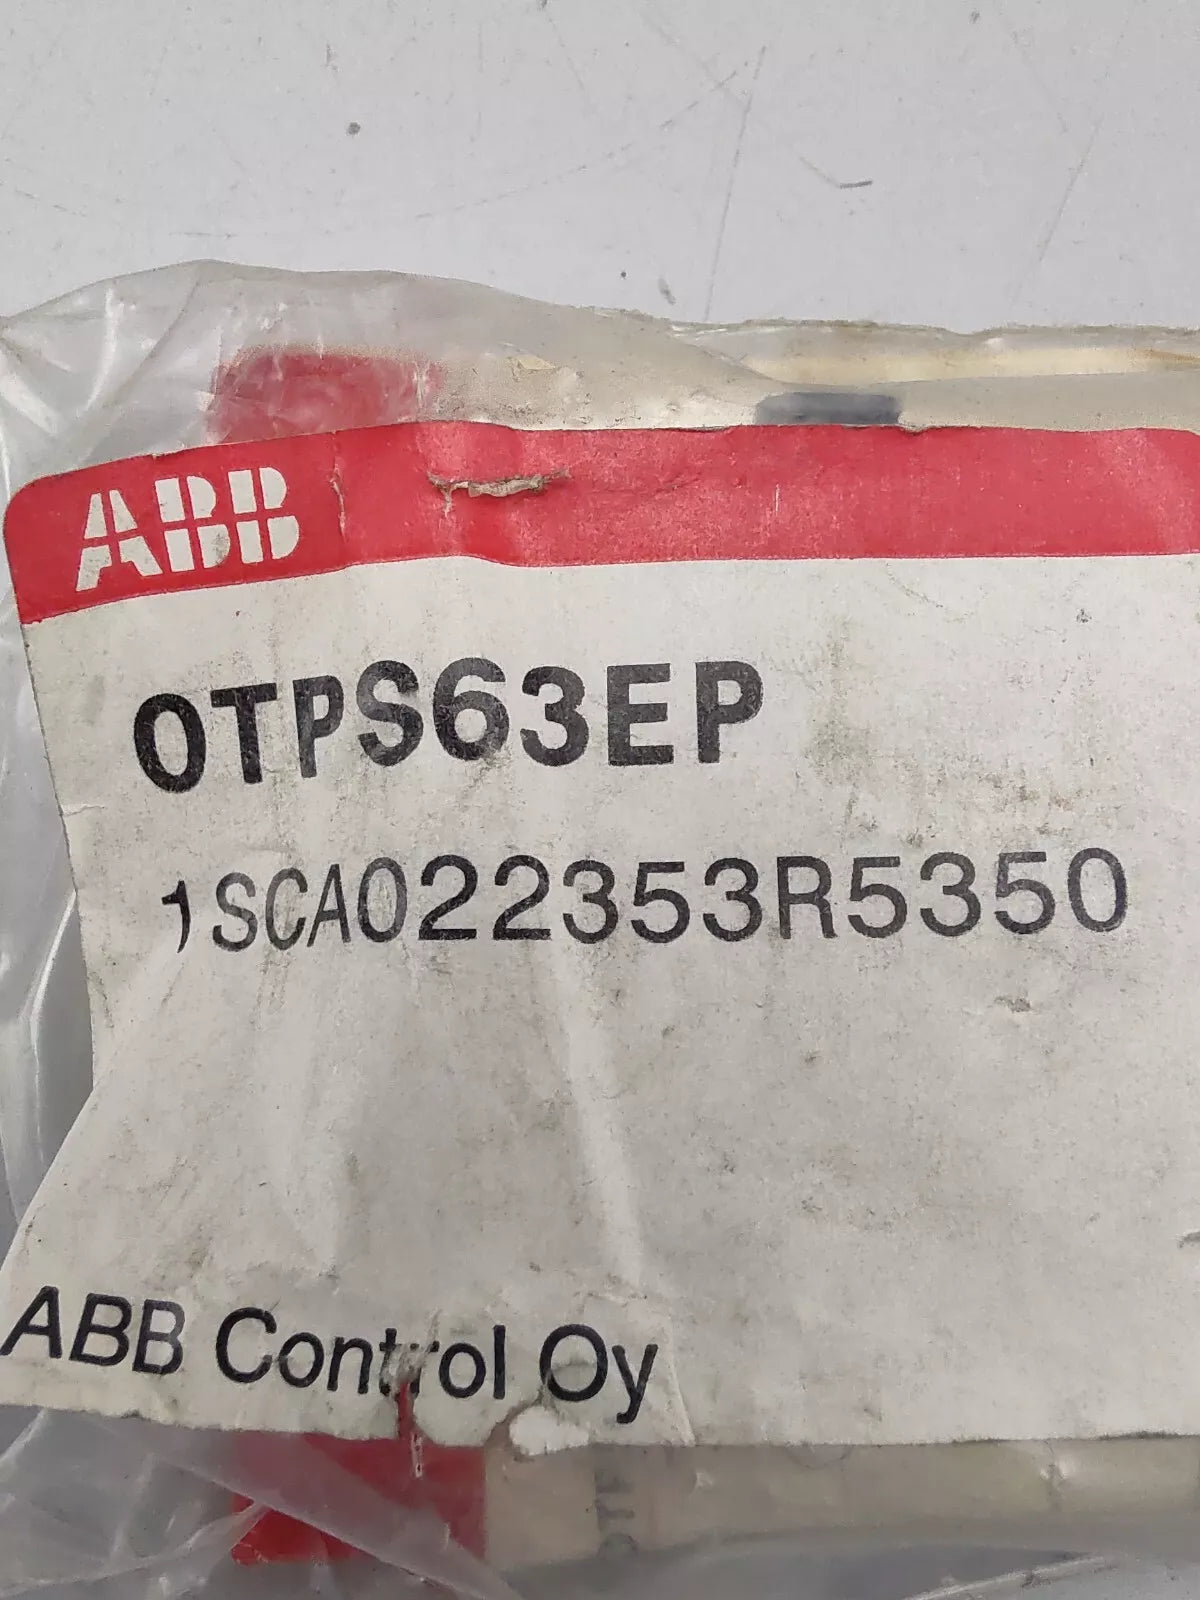 ABB
OTPS63EP
1SCA022353R5350
ABB Control Oy